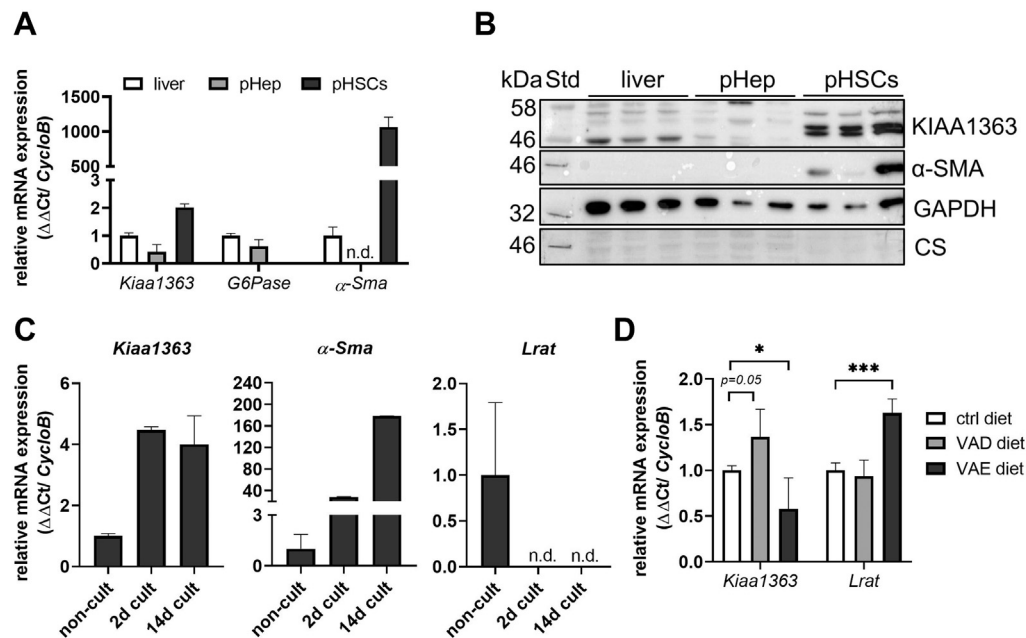 A
liver pHep pHSCs
relative mRNA expression
(ΔΔCt/ CycloB)
1500
1000
500
3
2
1
0
n.d.
Kiaa1363 G6Pase α-Sma
B
kDa Std liver pHep pHSCs
58
46
KIAA1363
46
α-SMA
32
GAPDH
46
CS
C
relative mRNA expression
(ΔΔCt/ CycloB)
Kiaa1363
6
4
2
0
non-cult 2d cult 14d cult
α-Sma
240
200
160
120
80
40
3
2
0
non-cult 2d cult 14d cult
Lrat
2.0
1.5
1.0
0.5
0.0
n.d. n.d.
non-cult 2d cult 14d cult
D
relative mRNA expression
(ΔΔCt/ CycloB)
2.0
1.5
1.0
0.5
0.0
*
p=0.05
***
Kiaa1363 Lrat
ctrl diet
VAD diet
VAE diet